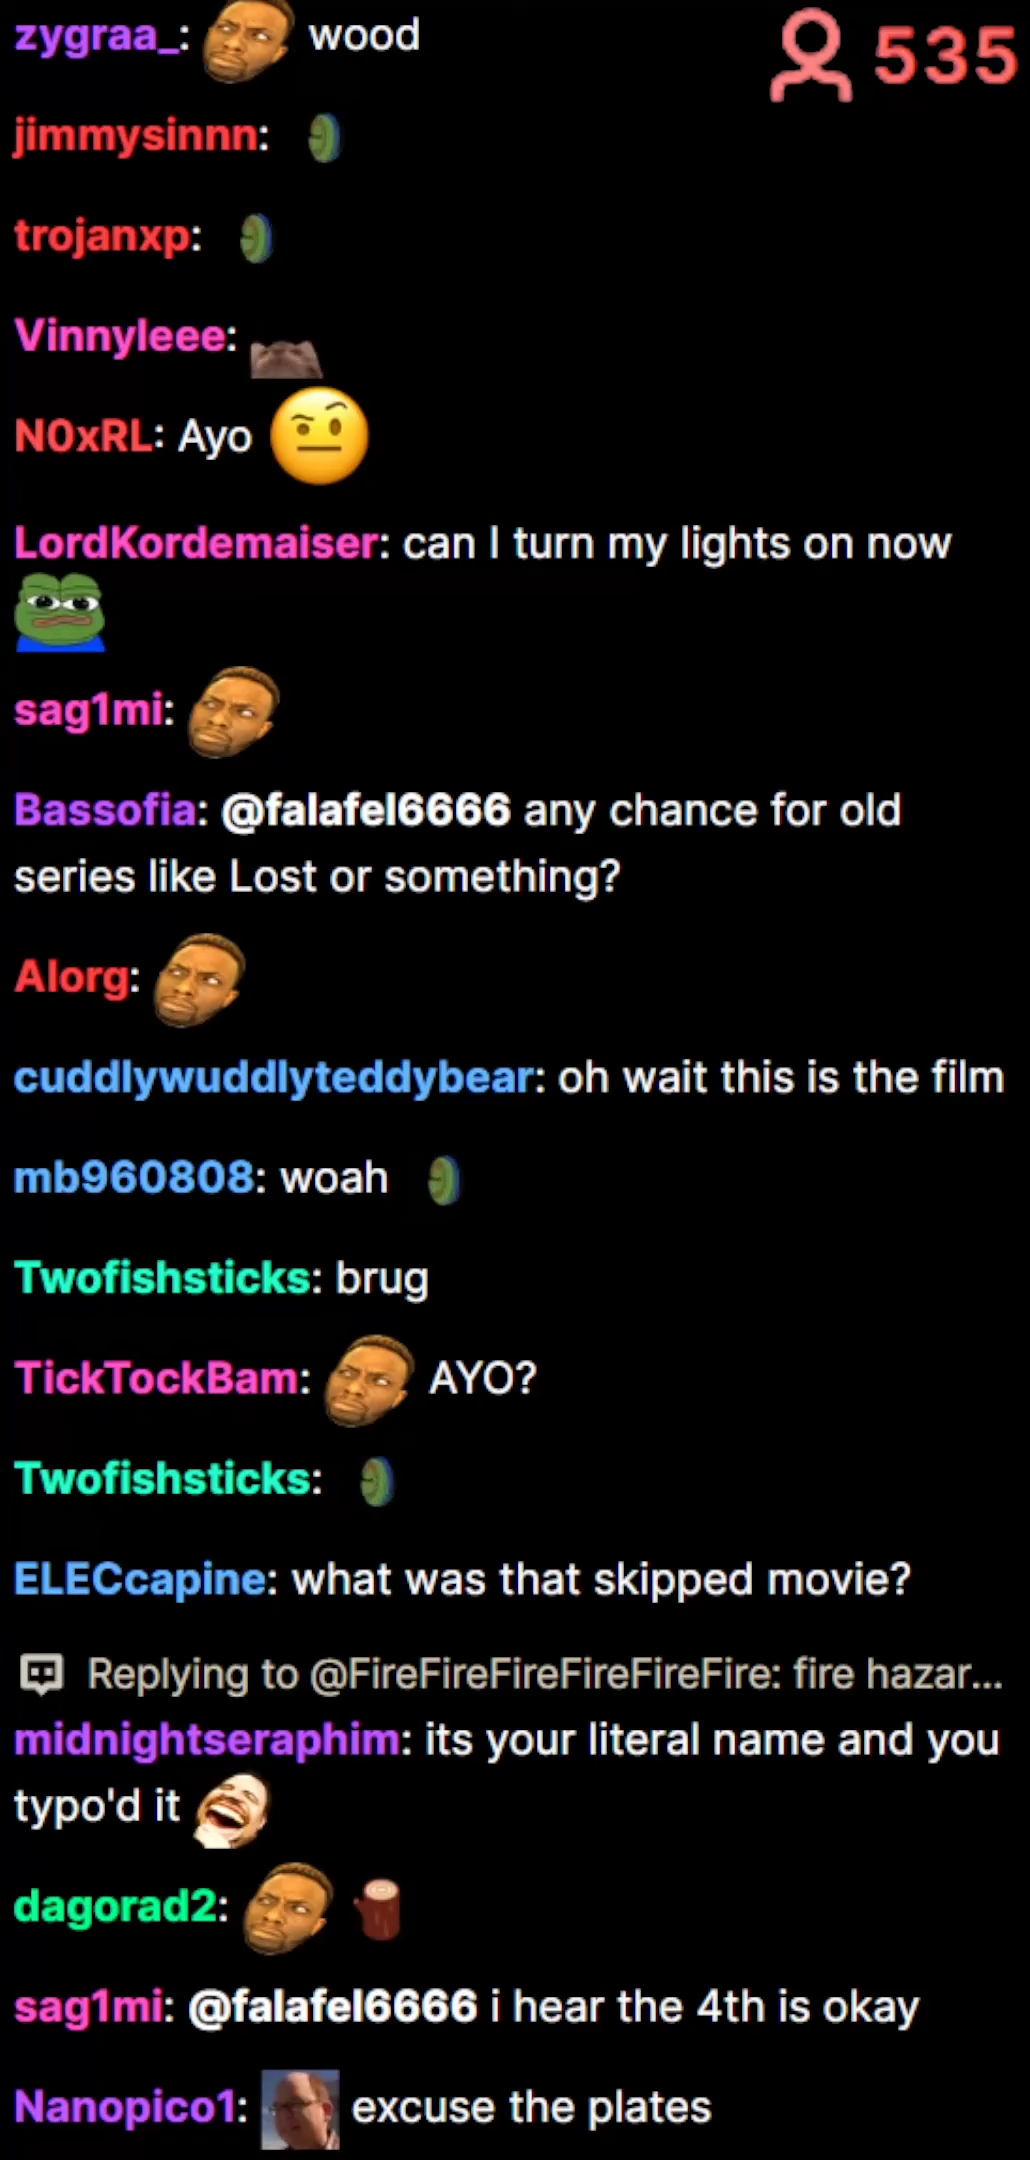 zygraa_: wood
535
jimmysinnn:
trojanxp:
Vinnyleee:
N0xRL: Ayo
LordKordemaiser: can I turn my lights on now
sag1mi:
Bassofia: @falafel6666 any chance for old
series like Lost or something?
Alorg:
cuddlywuddlyteddybear: oh wait this is the film
mb960808: woah
Twofishsticks: brug
TickTockBam: AYO?
Twofishsticks:
ELECcapine: what was that skipped movie?
Replying to @FireFireFireFireFireFire: fire hazar...
midnightseraphim: its your literal name and you
typo'd it
dagorad2:
sag1mi: @falafel6666 i hear the 4th is okay
Nanopico1: excuse the plates